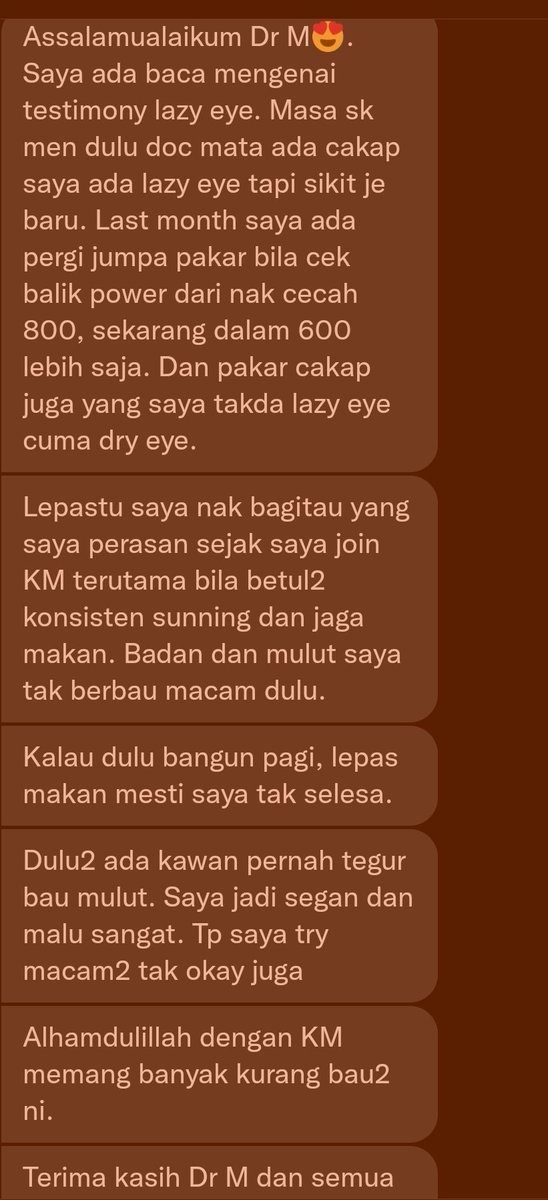 Assalamualaikum Dr M😍.
Saya ada baca mengenai
testimony lazy eye. Masa sk
men dulu doc mata ada cakap
saya ada lazy eye tapi sikit je
baru. Last month saya ada
pergi jumpa pakar bila cek
balik power dari nak cecah
800, sekarang dalam 600
lebih saja. Dan pakar cakap
juga yang saya takda lazy eye
cuma dry eye.
Lepastu saya nak bagitau yang
saya perasan sejak saya join
KM terutama bila betul2
konsisten sunning dan jaga
makan. Badan dan mulut saya
tak berbau macam dulu.
Kalau dulu bangun pagi, lepas
makan mesti saya tak selesa.
Dulu2 ada kawan pernah tegur
bau mulut. Saya jadi segan dan
malu sangat. Tp saya try
macam2 tak okay juga
Alhamdulillah dengan KM
memang banyak kurang bau2
ni.
Terima kasih Dr M dan semua